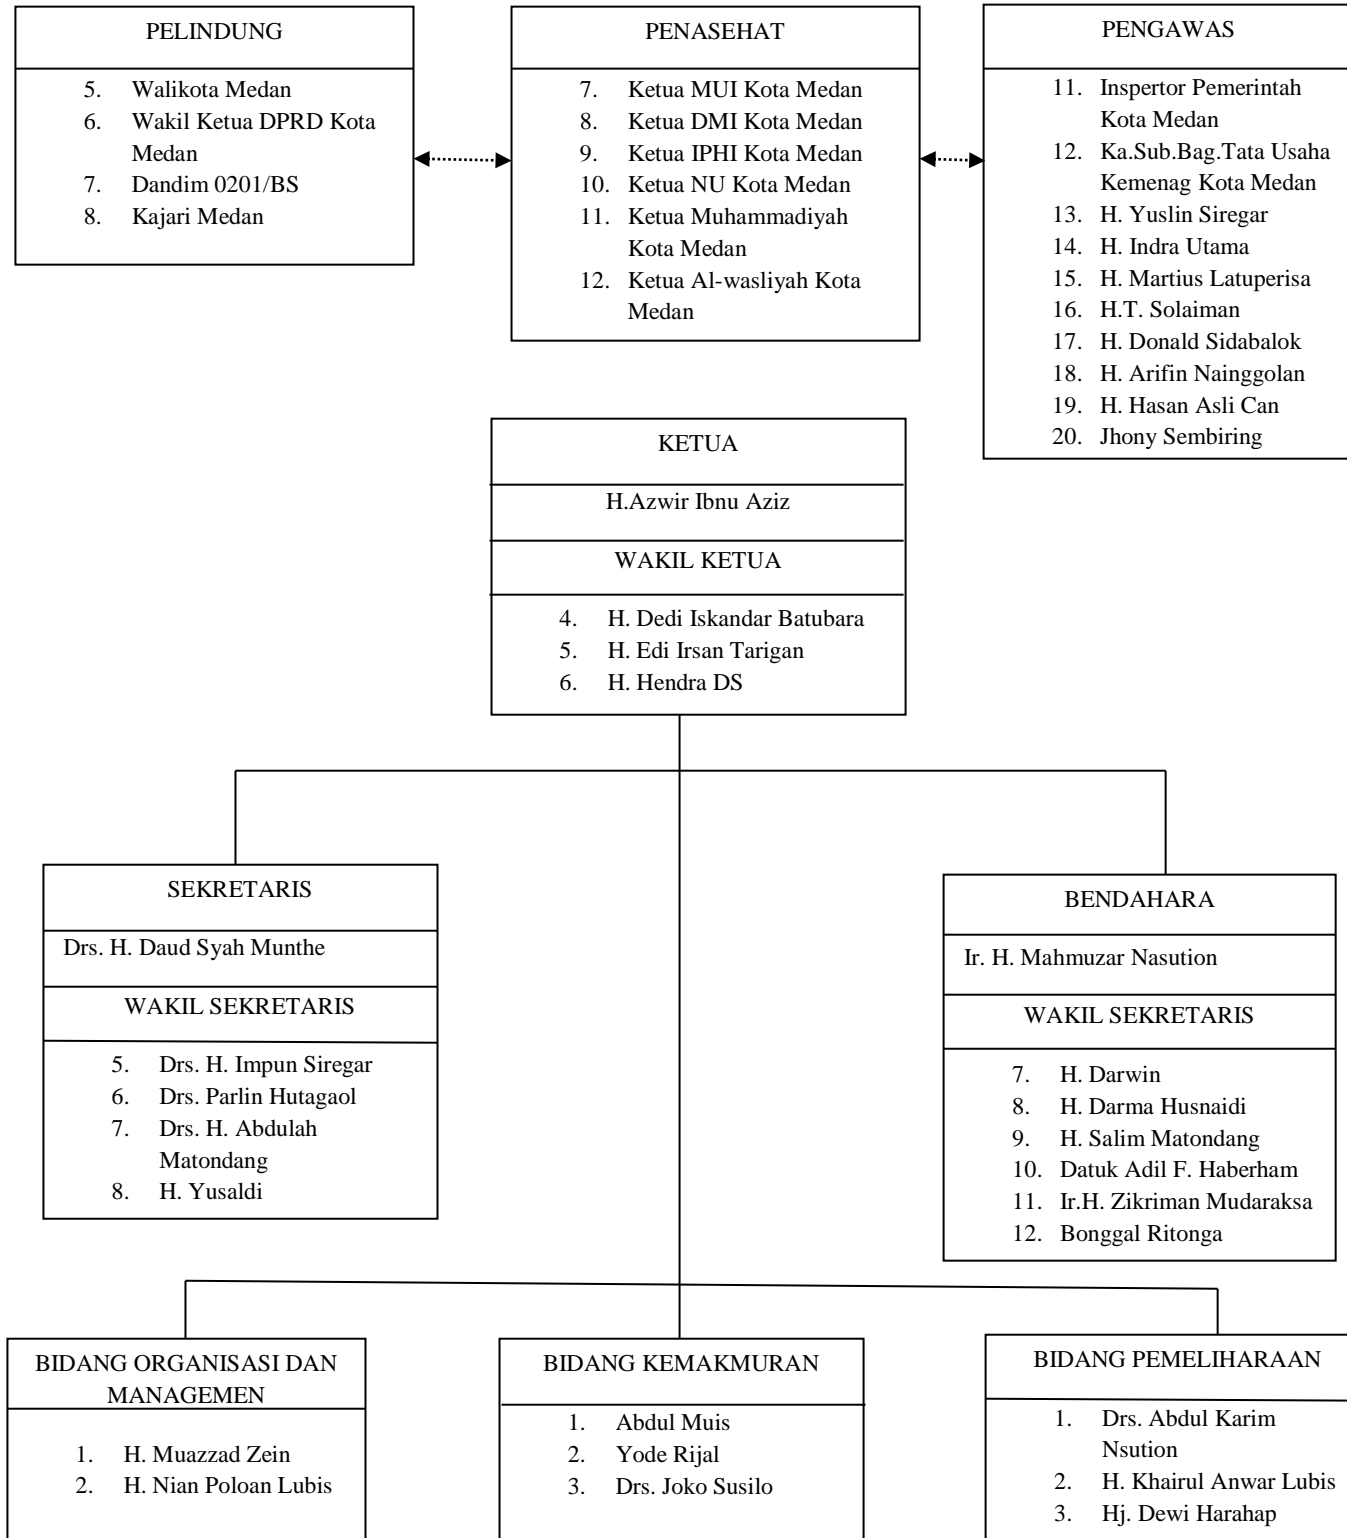 PELINDUNG
5. Walikota Medan
6. Wakil Ketua DPRD Kota
Medan
7. Dandim 0201/BS
8. Kajari Medan
PENASEHAT
7. Ketua MUI Kota Medan
8. Ketua DMI Kota Medan
9. Ketua IPHI Kota Medan
10. Ketua NU Kota Medan
11. Ketua Muhammadiyah
Kota Medan
12. Ketua Al-wasliyah Kota
Medan
PENGAWAS
11. Inspertor Pemerintah
Kota Medan
12. Ka.Sub.Bag.Tata Usaha
Kemenag Kota Medan
13. H. Yuslin Siregar
14. H. Indra Utama
15. H. Martius Latuperisa
16. H.T. Solaiman
17. H. Donald Sidabalok
18. H. Arifin Nainggolan
19. H. Hasan Asli Can
20. Jhony Sembiring
KETUA
H.Azwir Ibnu Aziz
WAKIL KETUA
4. H. Dedi Iskandar Batubara
5. H. Edi Irsan Tarigan
6. H. Hendra DS
SEKRETARIS
Drs. H. Daud Syah Munthe
WAKIL SEKRETARIS
5. Drs. H. Impun Siregar
6. Drs. Parlin Hutagaol
7. Drs. H. Abdulah
Matondang
8. H. Yusaldi
BENDAHARA
Ir. H. Mahmuzar Nasution
WAKIL SEKRETARIS
7. H. Darwin
8. H. Darma Husnaidi
9. H. Salim Matondang
10. Datuk Adil F. Haberham
11. Ir.H. Zikriman Mudaraksa
12. Bonggal Ritonga
BIDANG ORGANISASI DAN
MANAGEMEN
1. H. Muazzad Zein
2. H. Nian Poloan Lubis
BIDANG KEMAKMURAN
1. Abdul Muis
2. Yode Rijal
3. Drs. Joko Susilo
BIDANG PEMELIHARAAN
1. Drs. Abdul Karim
Nsution
2. H. Khairul Anwar Lubis
3. Hj. Dewi Harahap